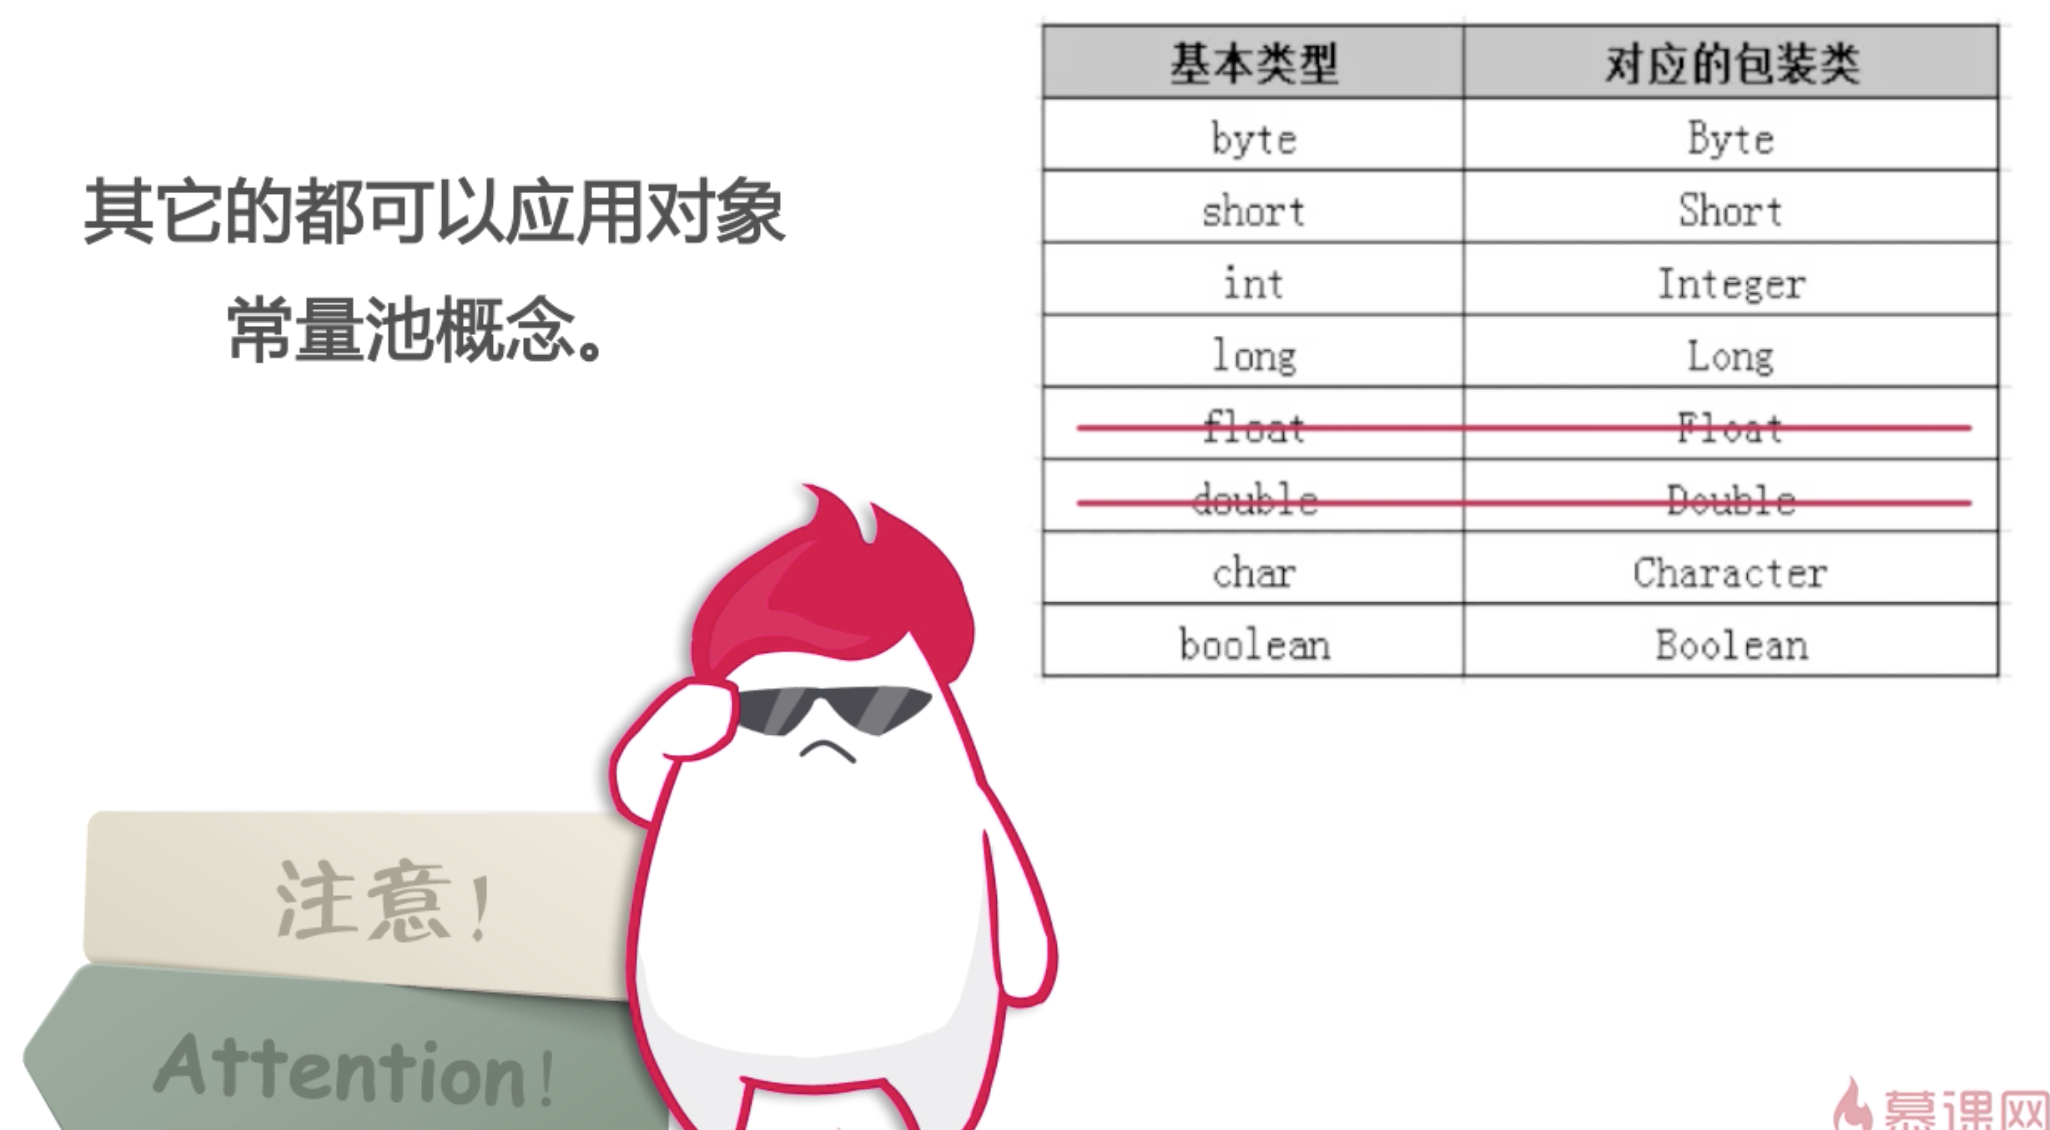 其它的都可以应用对象
常量池概念。
基本类型 对应的包装类
byte Byte
short Short
int Integer
long Long
float Float
double Double
char Character
boolean Boolean
注意!
Attention!
慕课网